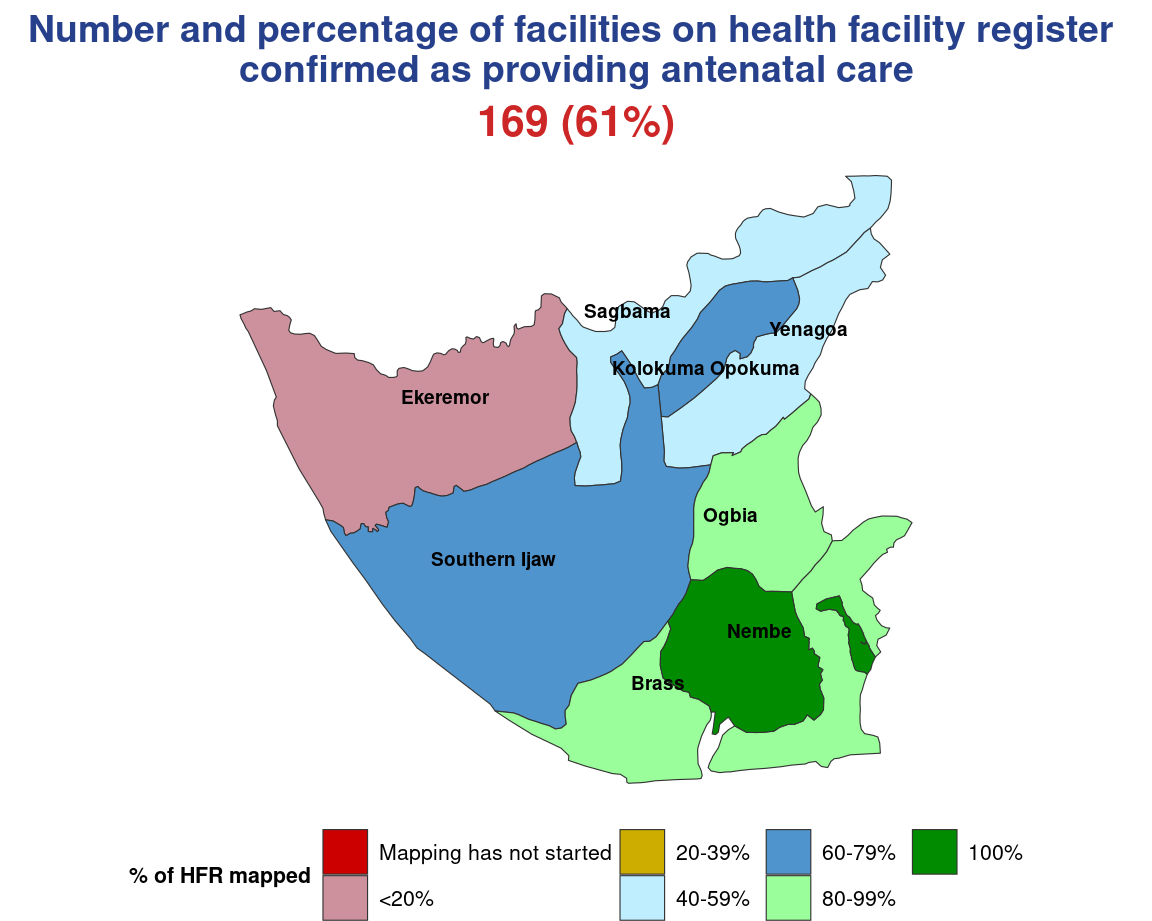 Number and percentage of facilities on health facility register
confirmed as providing antenatal care
169 (61%)
Sagbama
Yenagoa
Kolokuma Opokuma
Ekeremor
Ogbia
Southern Ijaw
Nembe
Brass
% of HFR mapped
Mapping has not started
<20%
20-39%
40-59%
60-79%
80-99%
100%